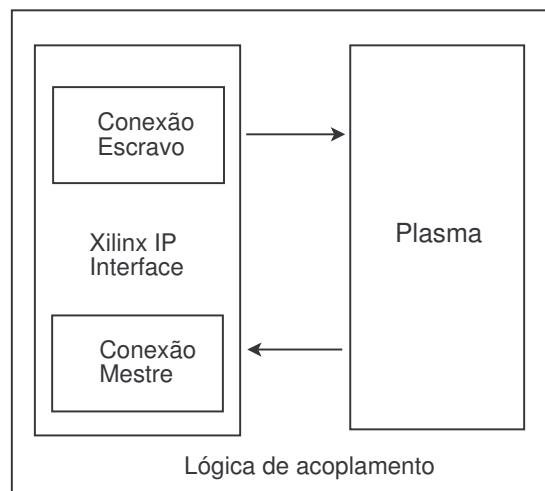 Conexão
Escravo
Xilinx IP
Interface
Conexão
Mestre
Plasma
Lógica de acoplamento